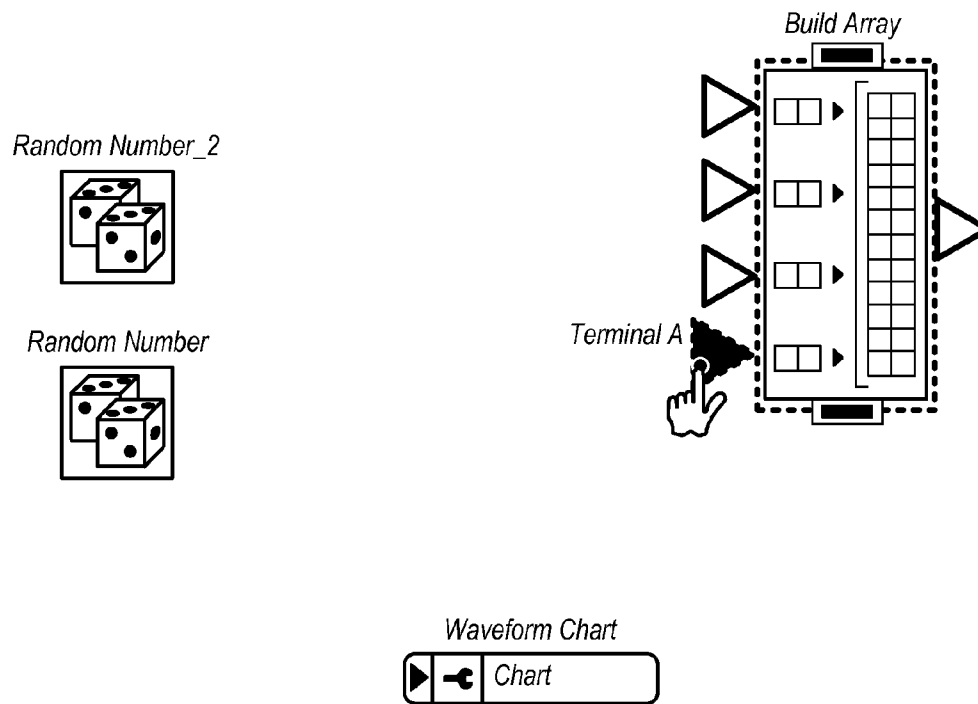 Build Array
Random Number_2
Random Number
Terminal A
Waveform Chart
Chart